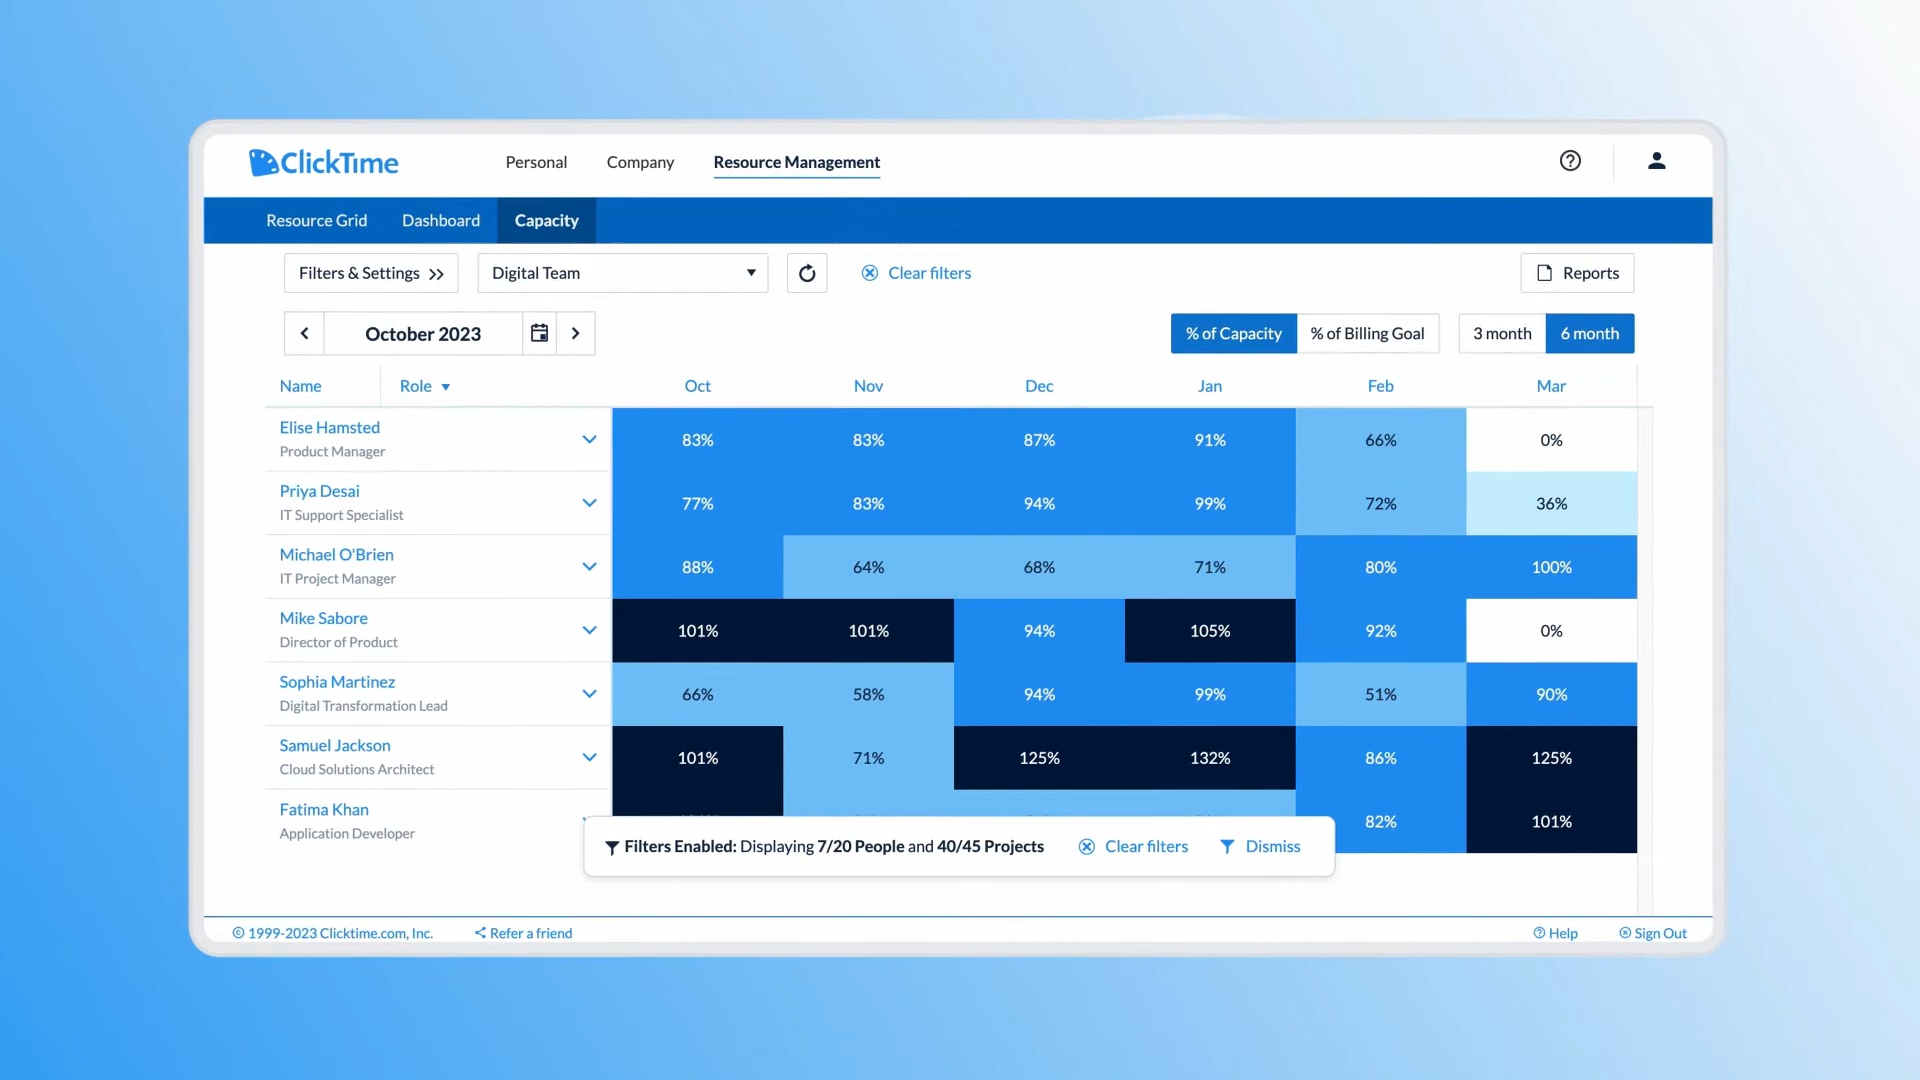 ClickTime Personal Company Resource Management
Resource Grid Dashboard Capacity
Filters & Settings Digital Team Clear filters Reports
October 2023 % of Capacity % of Billing Goal 3 month 6 month
Name Role Oct Nov Dec Jan Feb Mar
Elise Hamsted
Product Manager
83% 83% 87% 91% 66% 0%
Priya Desai
IT Support Specialist
77% 83% 94% 99% 72% 36%
Michael O'Brien
IT Project Manager
88% 64% 68% 71% 80% 100%
Mike Sabore
Director of Product
101% 101% 94% 105% 92% 0%
Sophia Martinez
Digital Transformation Lead
66% 58% 94% 99% 51% 90%
Samuel Jackson
Cloud Solutions Architect
101% 71% 125% 132% 86% 125%
Fatima Khan
Application Developer
82% 101%
Filters Enabled: Displaying 7/20 People and 40/45 Projects Clear filters Dismiss
© 1999-2023 Clicktime.com, Inc. Refer a friend Help Sign Out